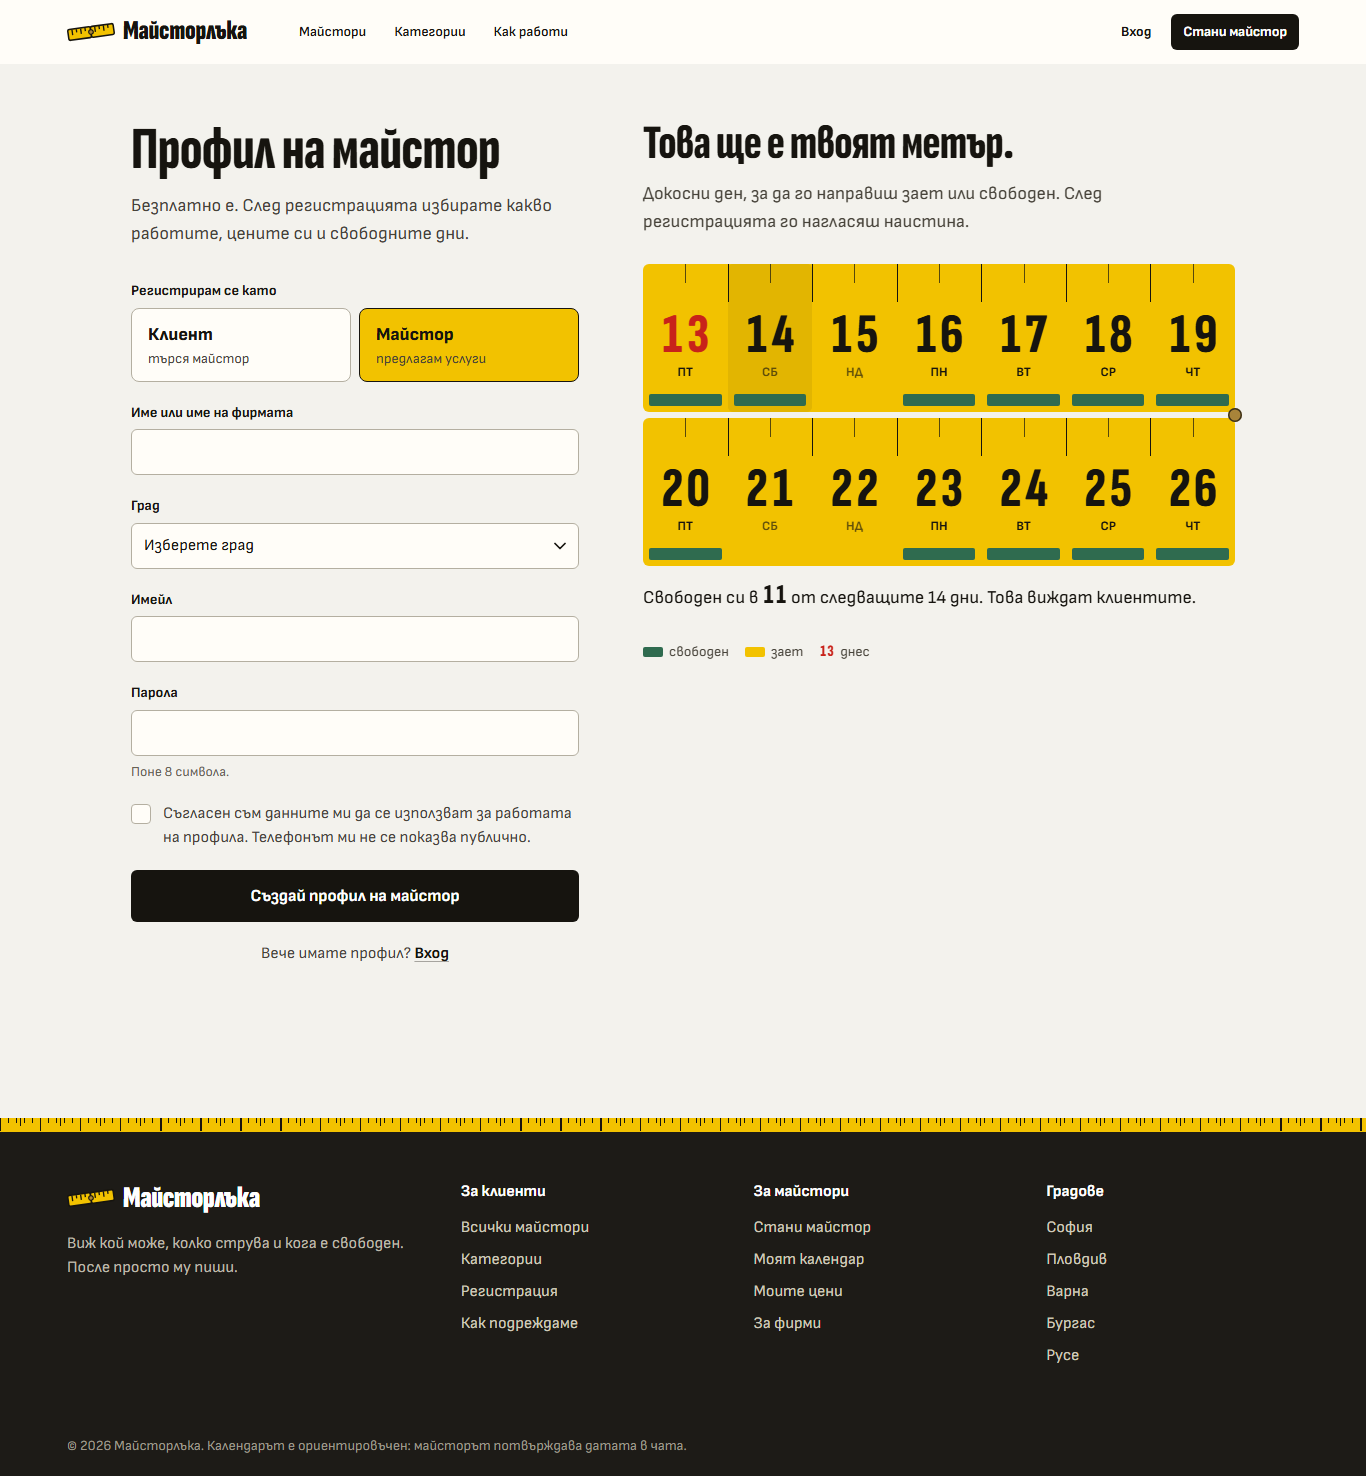 Майсторлъка
Майстори
Категории
Как работи
Вход
Стани майстор
Профил на майстор
Безплатно е. След регистрацията избирате какво
работите, цените си и свободните дни.
Регистрирам се като
Клиент
търся майстор
Майстор
предлагам услуги
Име или име на фирмата
Град
Изберете град
Имейл
Парола
Поне 8 символа.
Съгласен съм данните ми да се използват за работата
на профила. Телефонът ми не се показва публично.
Създай профил на майстор
Вече имате профил? Вход
Това ще е твоят метър.
Докосни ден, за да го направиш зает или свободен. След
регистрацията го нагласяш наистина.
13 14 15 16 17 18 19
ПТ СБ НД ПН ВТ СР ЧТ
20 21 22 23 24 25 26
ПТ СБ НД ПН ВТ СР ЧТ
Свободен си в 11 от следващите 14 дни. Това виждат клиентите.
свободен
зает
13 днес
Майсторлъка
Виж кой може, колко струва и кога е свободен.
После просто му пиши.
За клиенти
Всички майстори
Категории
Регистрация
Как подреждаме
За майстори
Стани майстор
Моят календар
Моите цени
За фирми
Градове
София
Пловдив
Варна
Бургас
Русе
© 2026 Майсторлъка. Календарът е ориентировъчен: майсторът потвърждава датата в чата.